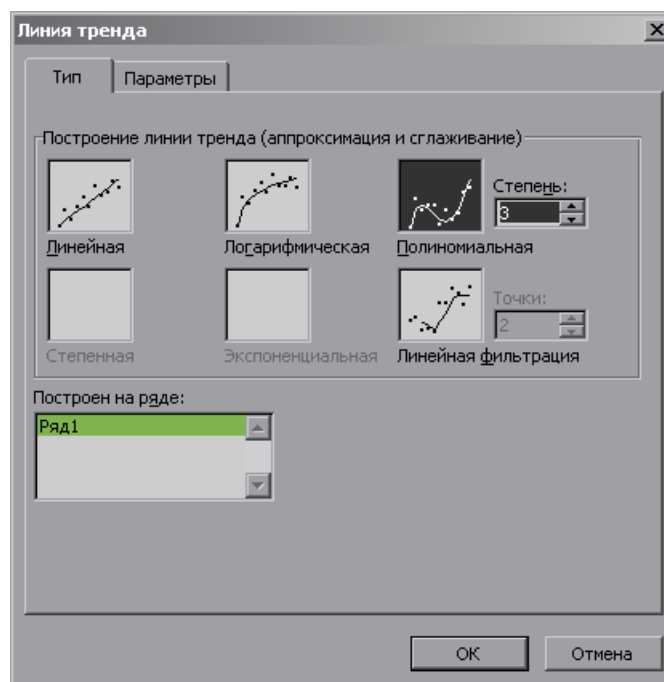 Линия тренда
Тип Параметры
Построение линии тренда (аппроксимация и сглаживание)
Степень:
3
Линейная Логарифмическая Полиномиальная
Точки:
2
Степенная Экспоненциальная Линейная фильтрация
Построен на ряде:
Ряд1
ОК Отмена